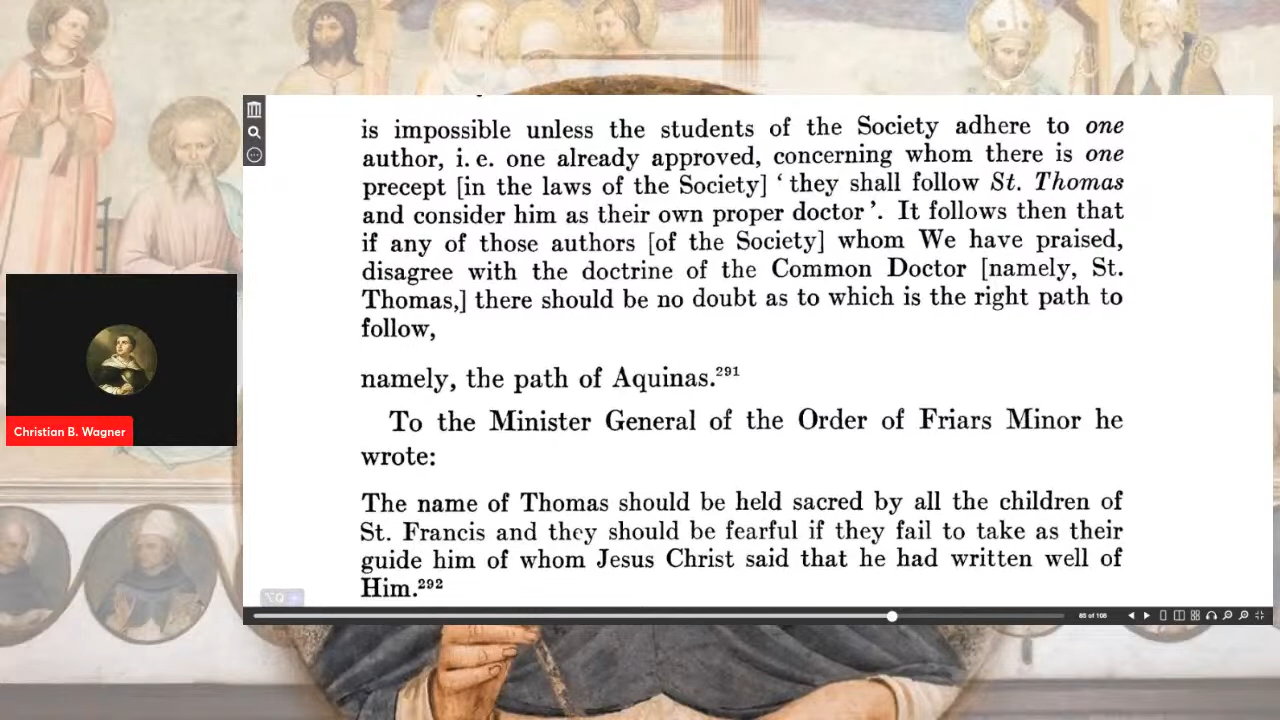 is impossible unless the students of the Society adhere to one
author, i. e. one already approved, concerning whom there is one
precept [in the laws of the Society] ‘ they shall follow St. Thomas
and consider him as their own proper doctor ’. It follows then that
if any of those authors [of the Society] whom We have praised,
disagree with the doctrine of the Common Doctor [namely, St.
Thomas,] there should be no doubt as to which is the right path to
follow,
namely, the path of Aquinas.²⁹¹
To the Minister General of the Order of Friars Minor he
wrote:
The name of Thomas should be held sacred by all the children of
St. Francis and they should be fearful if they fail to take as their
guide him of whom Jesus Christ said that he had written well of
Him.²⁹²
Christian B. Wagner
85 of 108